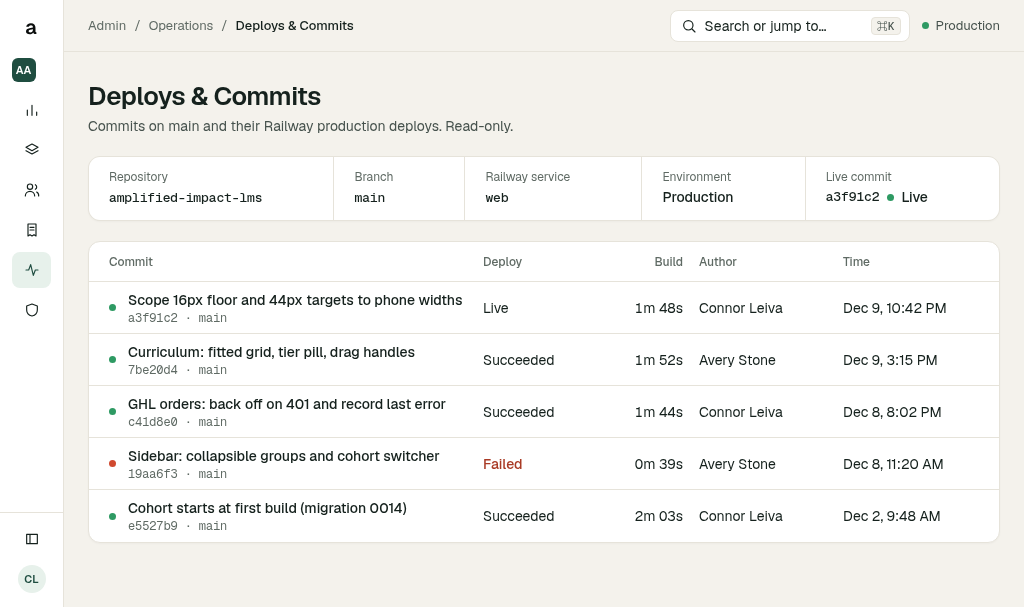 a
Admin / Operations / Deploys & Commits
Search or jump to…
⌘K
Production
AA
Deploys & Commits
Commits on main and their Railway production deploys. Read-only.
Repository
amplified-impact-lms
Branch
main
Railway service
web
Environment
Production
Live commit
a3f91c2 Live
Commit Deploy Build Author Time
Scope 16px floor and 44px targets to phone widths
a3f91c2 · main
Live 1m 48s Connor Leiva Dec 9, 10:42 PM
Curriculum: fitted grid, tier pill, drag handles
7be20d4 · main
Succeeded 1m 52s Avery Stone Dec 9, 3:15 PM
GHL orders: back off on 401 and record last error
c41d8e0 · main
Succeeded 1m 44s Connor Leiva Dec 8, 8:02 PM
Sidebar: collapsible groups and cohort switcher
19aa6f3 · main
Failed 0m 39s Avery Stone Dec 8, 11:20 AM
Cohort starts at first build (migration 0014)
e5527b9 · main
Succeeded 2m 03s Connor Leiva Dec 2, 9:48 AM
CL